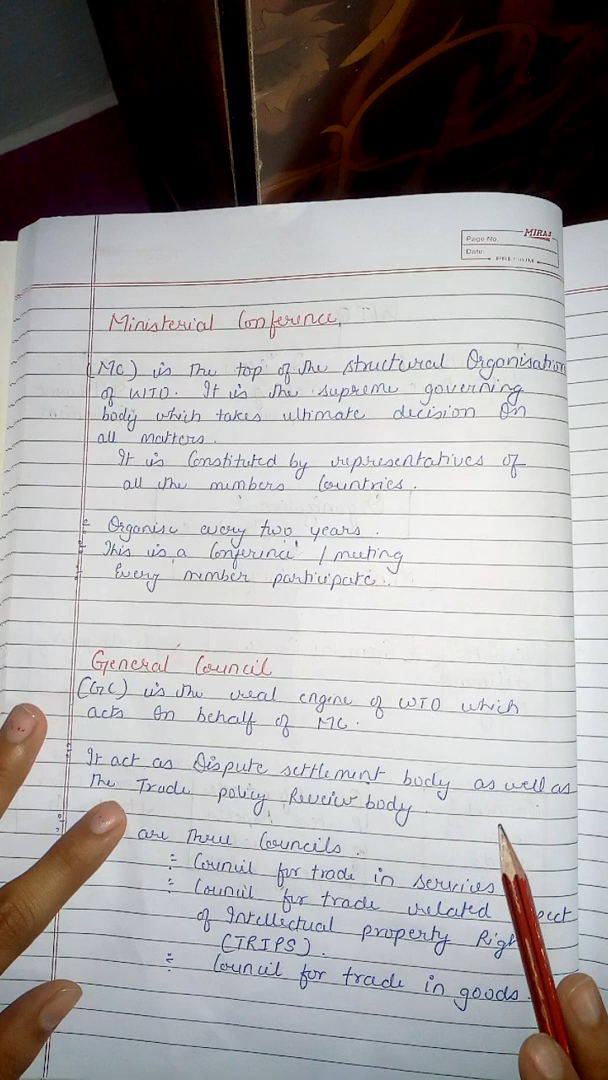 MIRAJ
Page No.
Date:
PREMIUM
Ministerial Conference,
(MC) is the top of the structural Organisation
of WTO. It is the supreme governing
body which takes ultimate decision on
all matters.
It is Constituted by representatives of
all the members Countries.
Organise every two years.
This is a Conference / meeting
Every member participate.
General Council
(GC) is the real engine of WTO which
acts on behalf of MC.
It act as Dispute settlement body as well as
the Trade policy Review body
are three Councils.
Council for trade in services
Council for trade related pect
of Intellectual property Rig
(TRIPS).
Council for trade in goods.